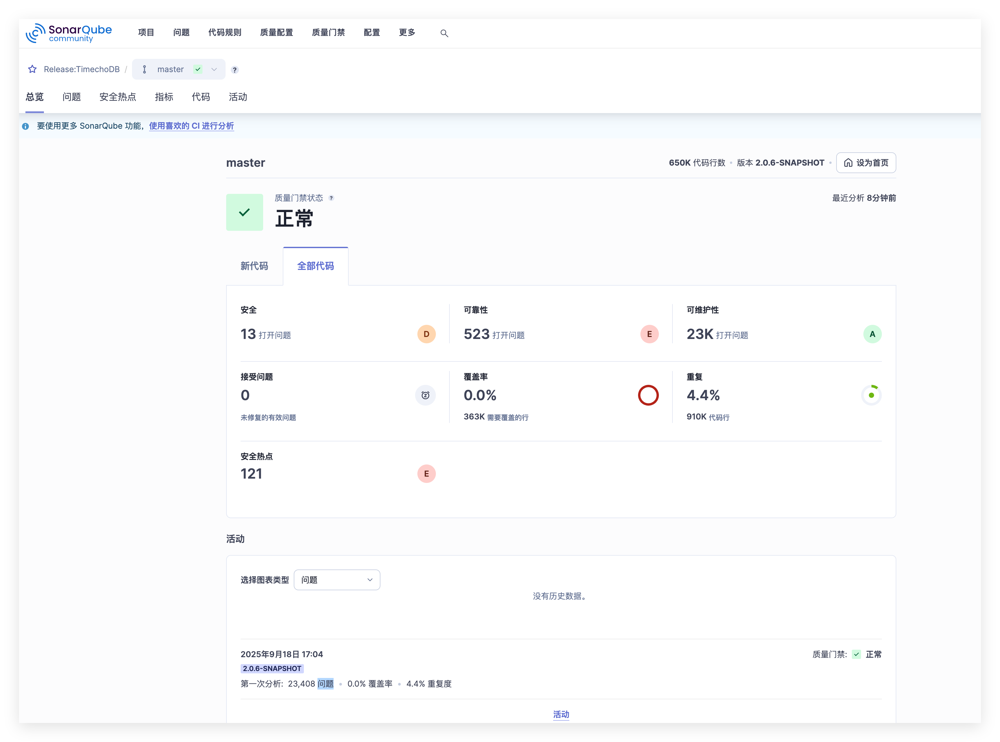 SonarQube community 项目 问题 代码规则 质量配置 质量门禁 配置 更多
Release:TimechoDB / master ?
总览 问题 安全热点 指标 代码 活动
要使用更多 SonarQube 功能，使用喜欢的 CI 进行分析
master 650K 代码行数 • 版本 2.0.6-SNAPSHOT • 设为首页
质量门禁状态 ? 最近分析 8分钟前
正常
新代码 全部代码
安全 可靠性 可维护性
13 打开问题 D 523 打开问题 E 23K 打开问题 A
接受问题 覆盖率 重复
0 0.0% 4.4%
未修复的有效问题 363K 需要覆盖的行 910K 代码行
安全热点
121 E
活动
选择图表类型 问题
没有历史数据。
2025年9月18日 17:04 质量门禁: 正常
2.0.6-SNAPSHOT
第一次分析: 23,408 问题 • 0.0% 覆盖率 • 4.4% 重复度
活动